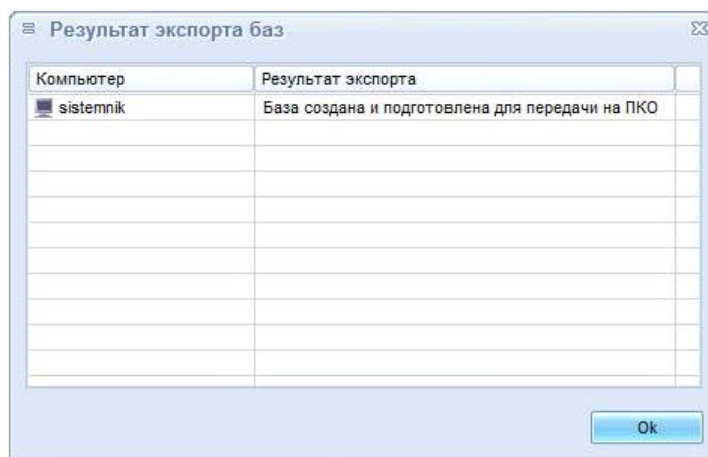 Результат экспорта баз
Компьютер Результат экспорта
sistemnik База создана и подготовлена для передачи на ПКО
Ok